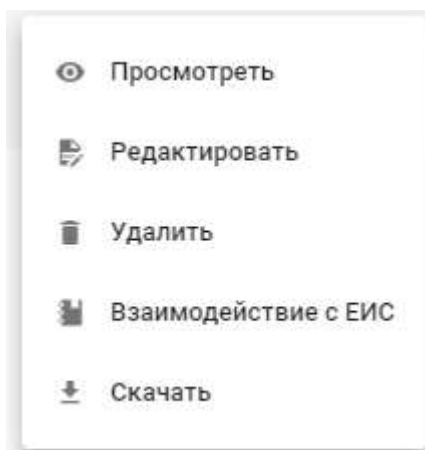 Просмотреть
Редактировать
Удалить
Взаимодействие с ЕИС
Скачать